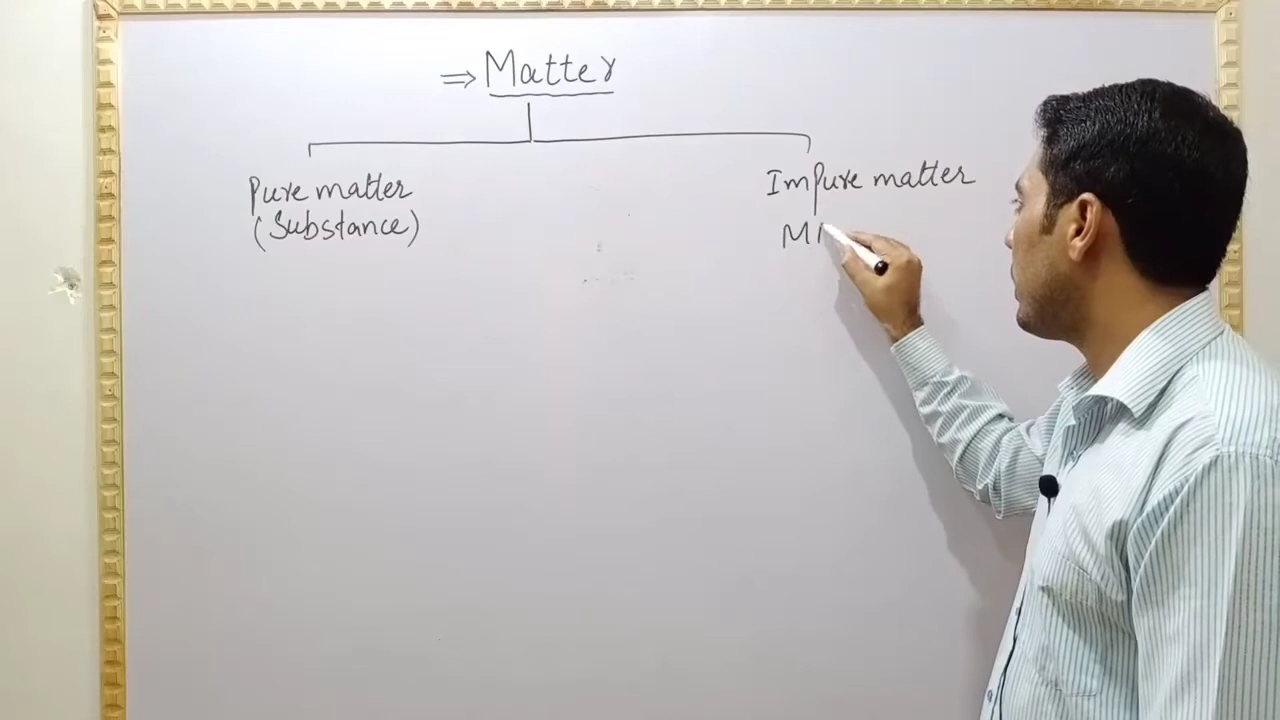 ⇒ Matter
Pure matter
(Substance)
Impure matter
Mi